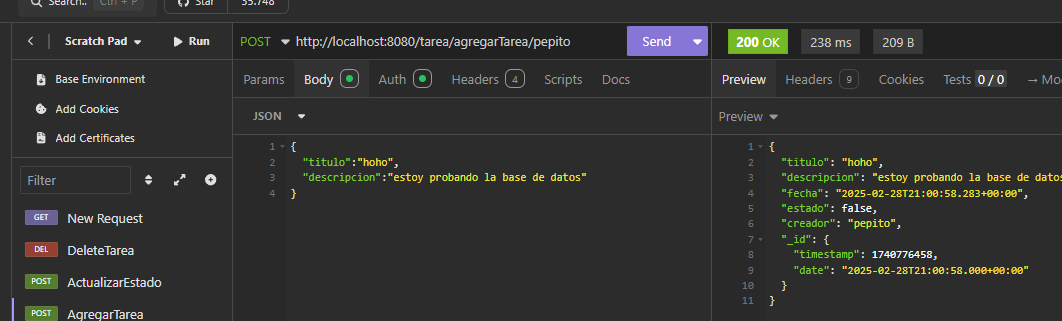 Search.. Ctrl + P Star 35.748
Scratch Pad Run POST http://localhost:8080/tarea/agregarTarea/pepito Send 200 OK 238 ms 209 B
Base Environment
Add Cookies
Add Certificates
Filter
GET New Request
DEL DeleteTarea
POST ActualizarEstado
POST AgregarTarea
Params Body Auth Headers 4 Scripts Docs
JSON
1 {
2 "titulo":"hoho",
3 "descripcion":"estoy probando la base de datos"
4 }
Preview Headers 9 Cookies Tests 0 / 0 → Mo
Preview
1 {
2 "titulo": "hoho",
3 "descripcion": "estoy probando la base de datos
4 "fecha": "2025-02-28T21:00:58.283+00:00",
5 "estado": false,
6 "creador": "pepito",
7 "_id": {
8 "timestamp": 1740776458,
9 "date": "2025-02-28T21:00:58.000+00:00"
10 }
11 }